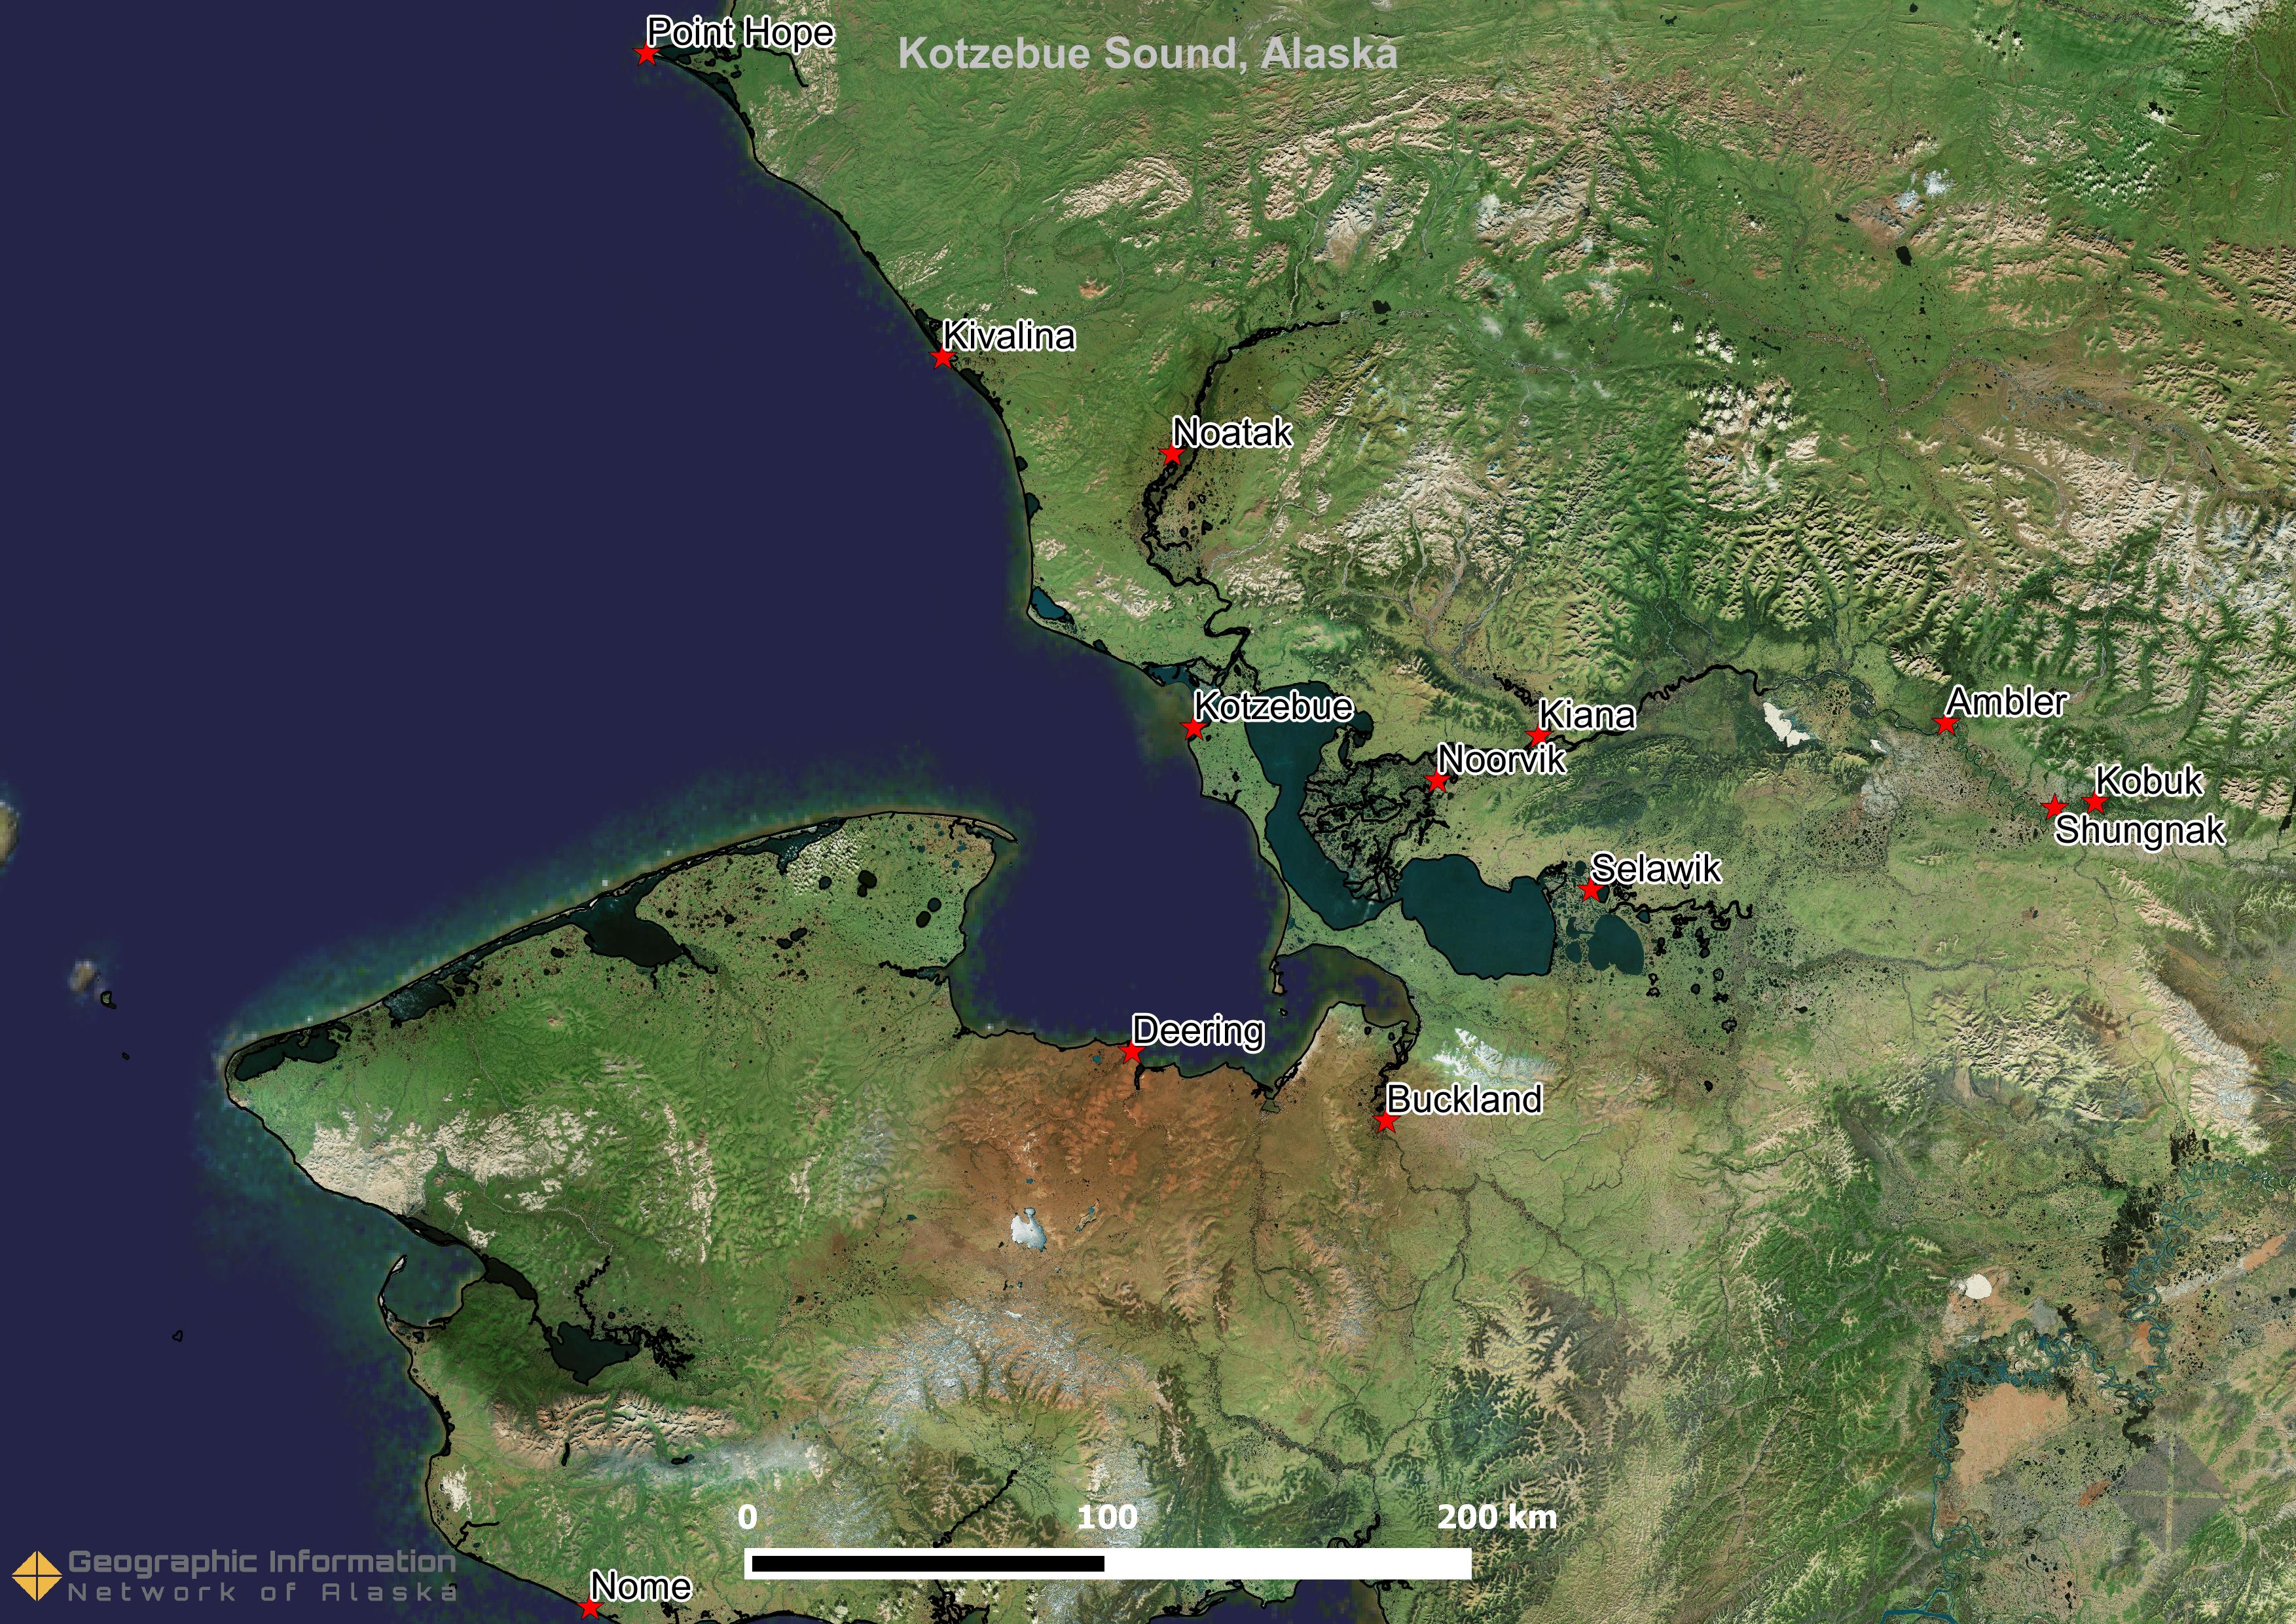 Point Hope
Kotzebue Sound, Alaska
Kivalina
Noatak
Kotzebue
Kiana
Ambler
Noorvik
Kobuk
Shungnak
Selawik
Deering
Buckland
0 100 200 km
Geographic Information
Network of Alaska
Nome